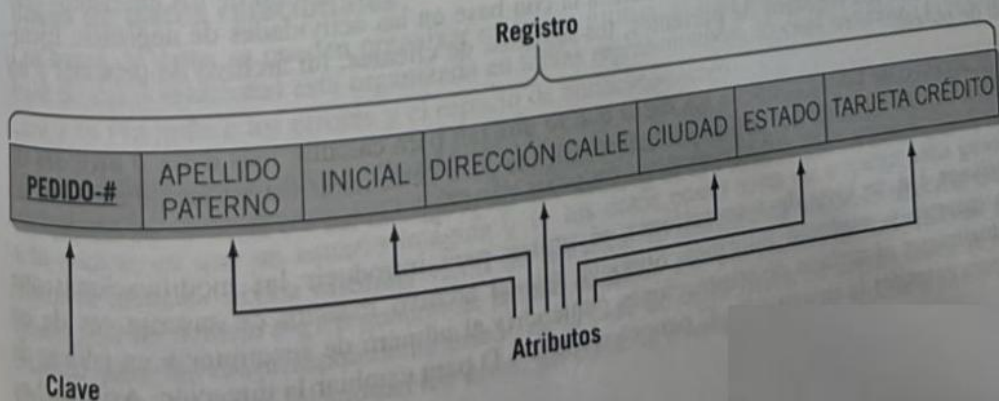 Registro
PEDIDO-#
APELLIDO
PATERNO
INICIAL
DIRECCIÓN CALLE
CIUDAD
ESTADO
TARJETA CRÉDITO
Atributos
Clave